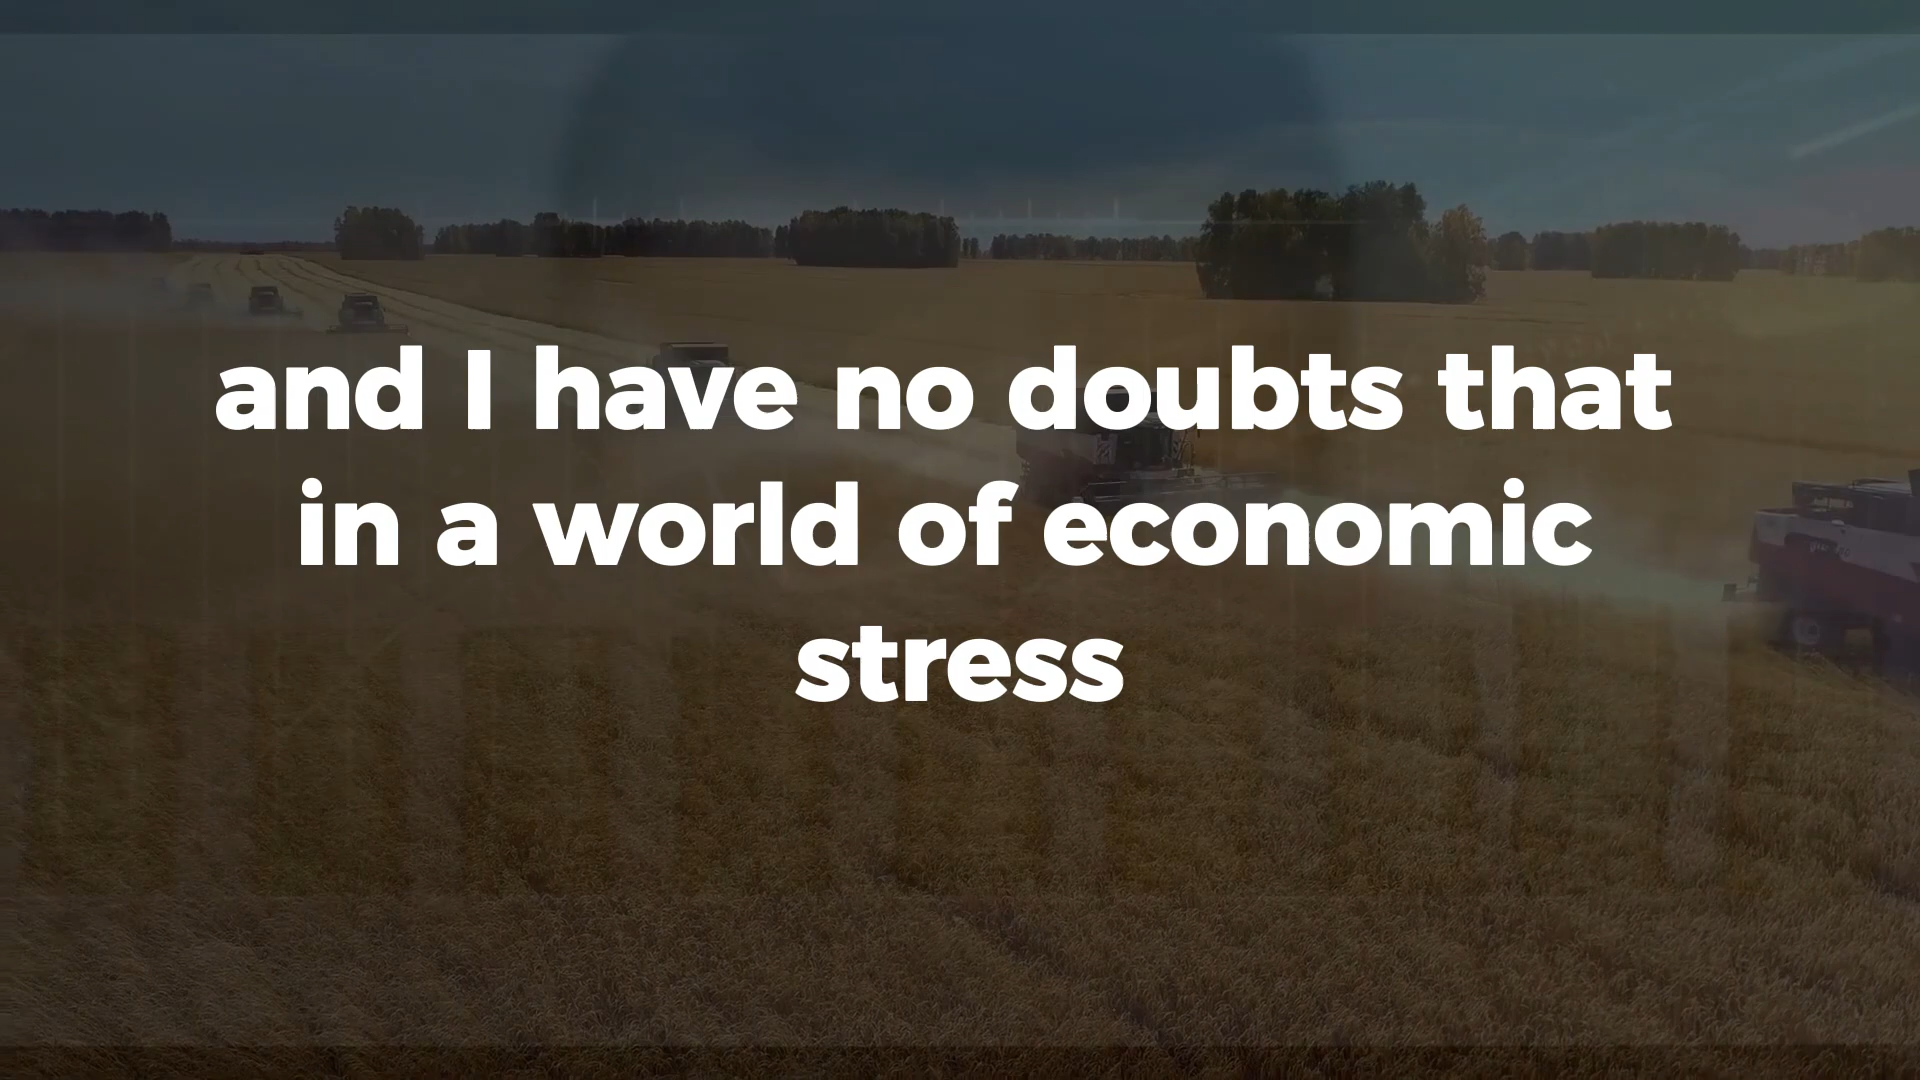 and I have no doubts that
in a world of economic
stress